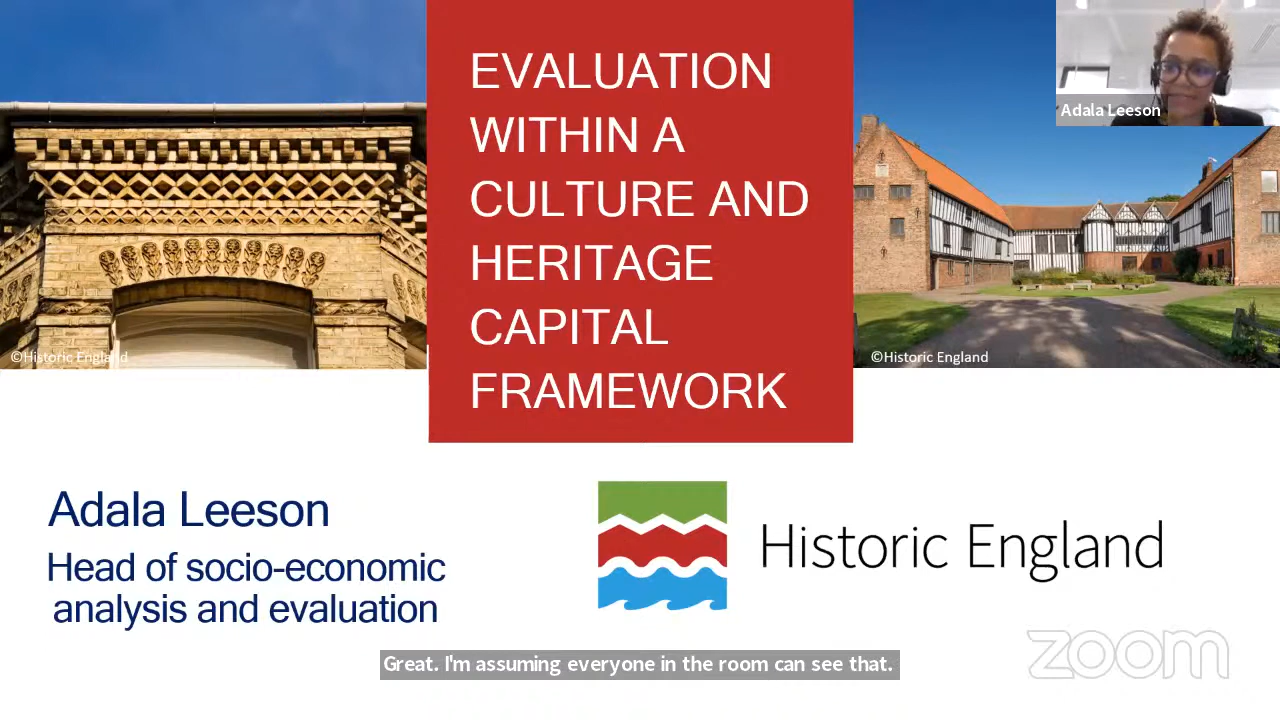 EVALUATION
WITHIN A
CULTURE AND
HERITAGE
CAPITAL
FRAMEWORK
Adala Leeson
©Historic England
©Historic England
Adala Leeson
Head of socio-economic
analysis and evaluation
Historic England
Great. I'm assuming everyone in the room can see that.
zoom